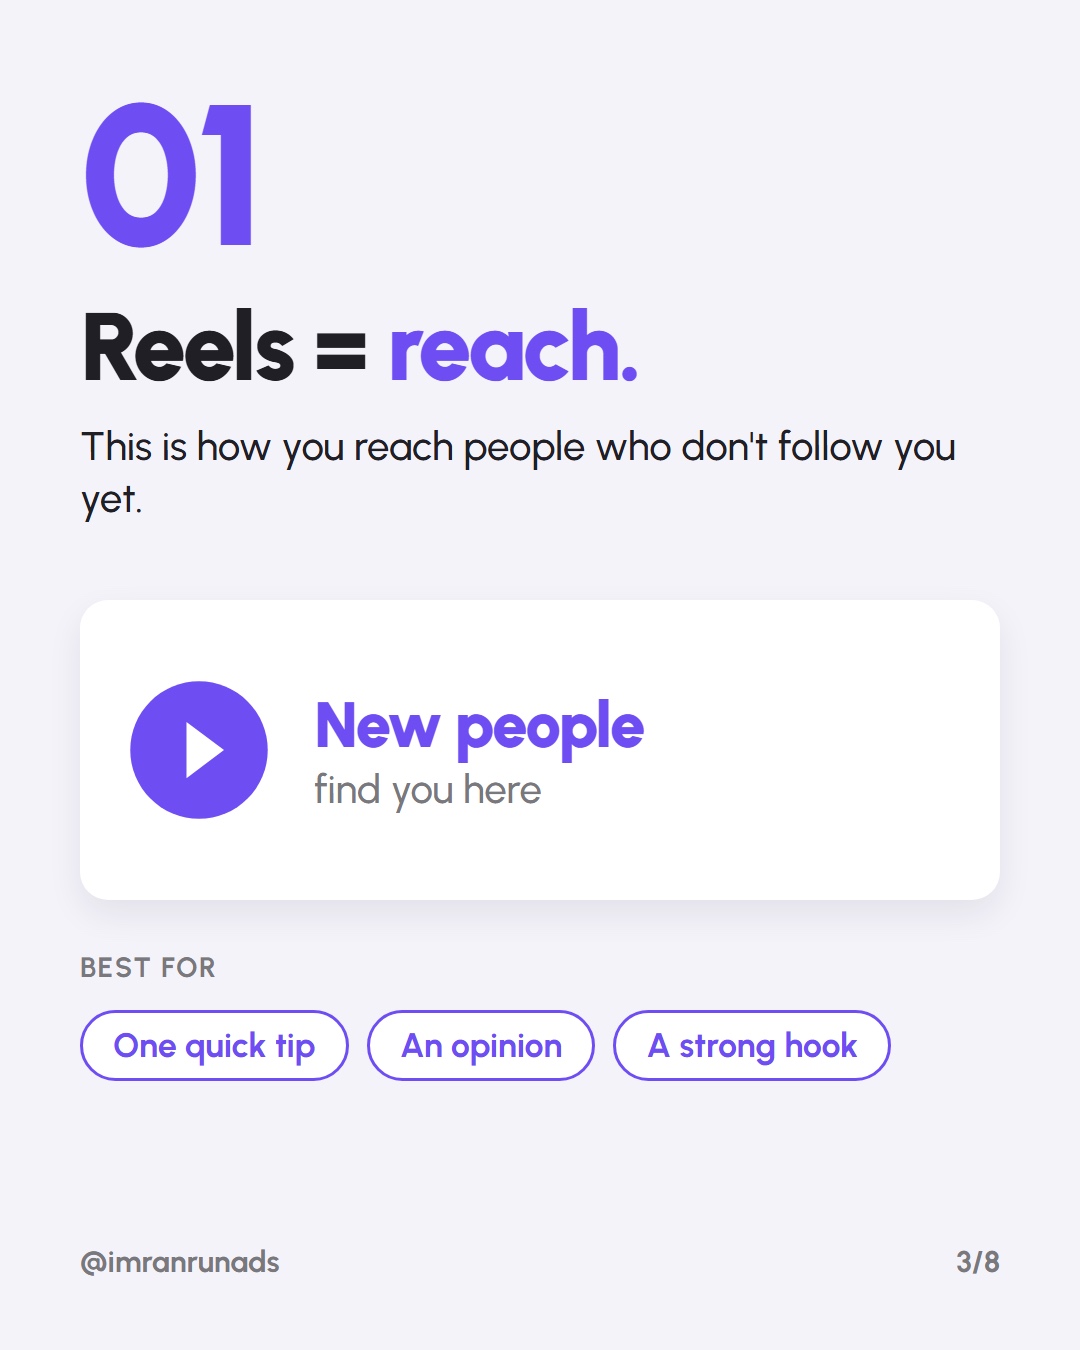 01
Reels = reach.
This is how you reach people who don't follow you
yet.
New people
find you here
BEST FOR
One quick tip
An opinion
A strong hook
@imranrunads
3/8